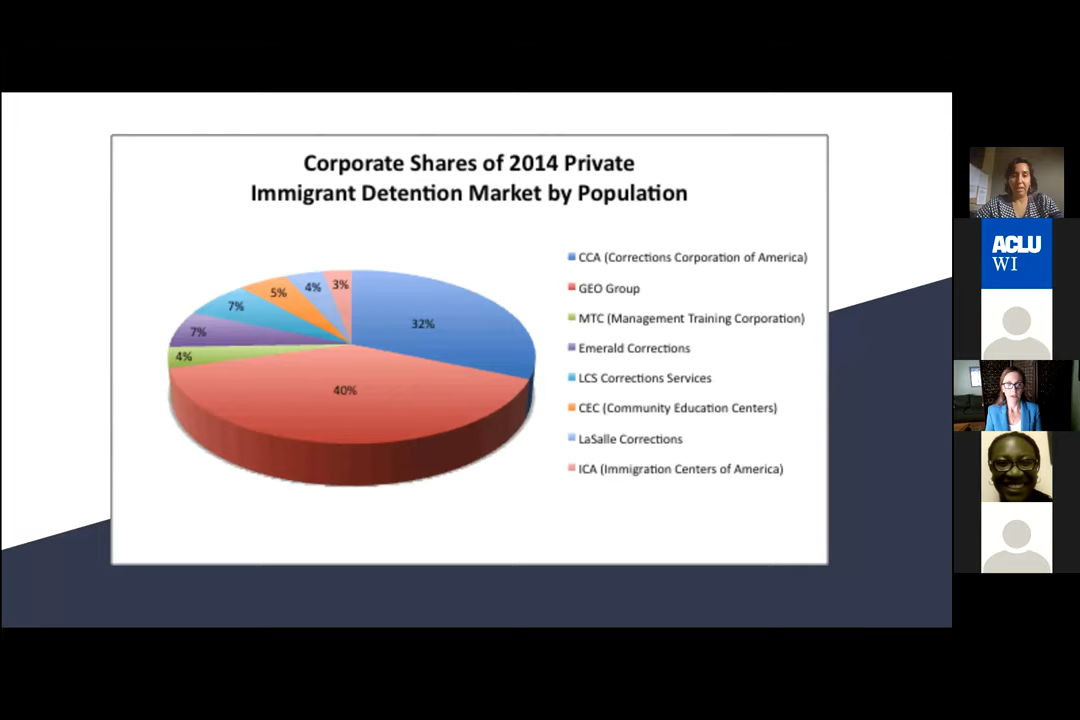 Corporate Shares of 2014 Private
Immigrant Detention Market by Population
3%
4%
5%
7%
7%
4%
32%
40%
CCA (Corrections Corporation of America)
GEO Group
MTC (Management Training Corporation)
Emerald Corrections
LCS Corrections Services
CEC (Community Education Centers)
LaSalle Corrections
ICA (Immigration Centers of America)
ACLU
WI